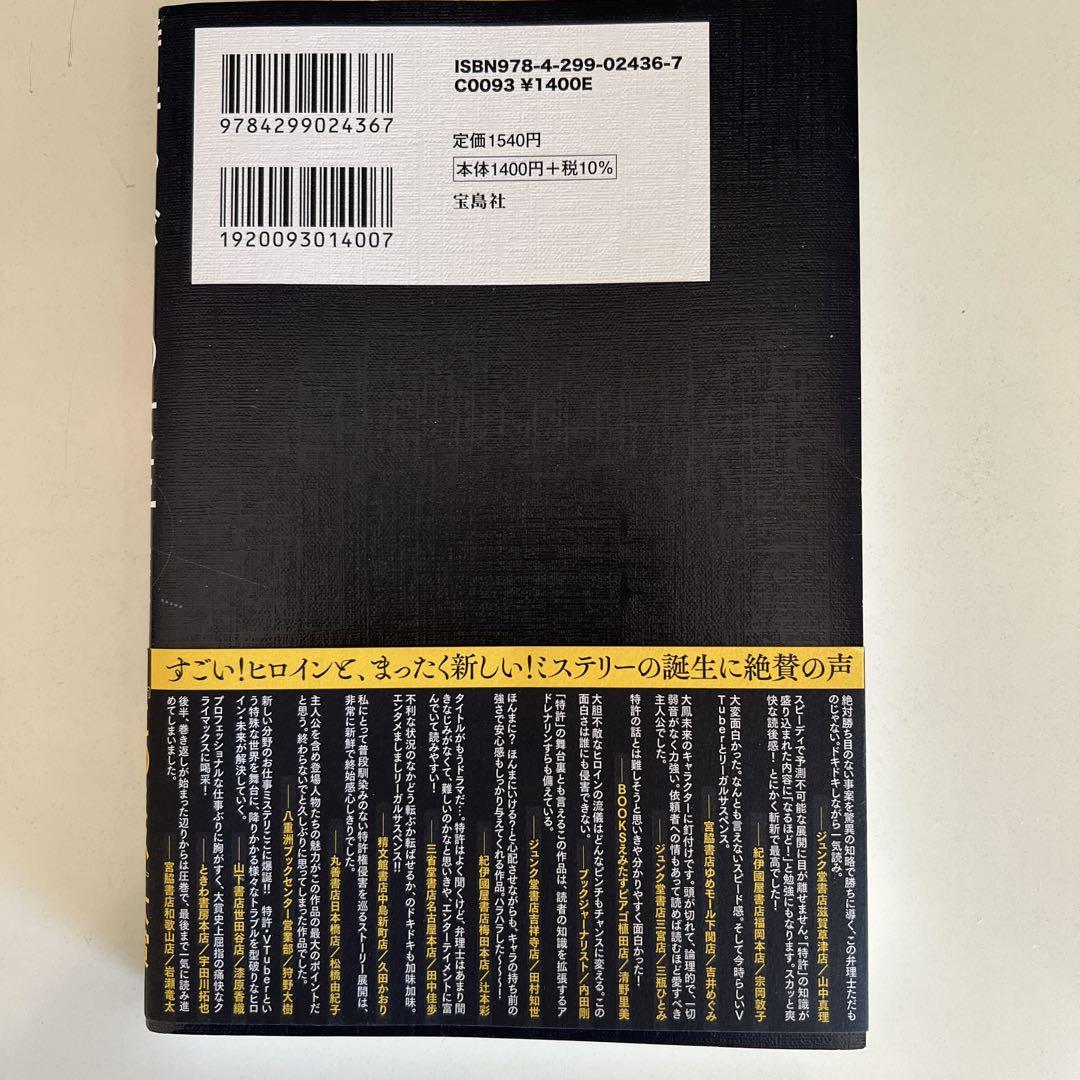 ISBN978-4-299-02436-7
C0093 ¥1400E
9784299024367
定価1540円
本体1400円＋税10％
宝島社
1920093014007
すごい！ヒロインと、まったく新しい！ミステリーの誕生に絶賛の声
絶対勝ち目のない事案を驚異の知略で勝ちに導く、この弁理士ただも
のじゃない。ドキドキしながら一気読み。
――ジュンク堂書店滋賀草津店／山中真理
スピーディで予測不可能な展開に目が離せません。「特許」の知識が
盛り込まれた内容に「なるほど！」と勉強にもなります。スカッと爽
快な読後感！ とにかく斬新で最高でした！
――紀伊國屋書店福岡本店／宗岡敦子
大変面白かった。なんとも言えないスピード感。そして今時らしいV
Tuberとリーガルサスペンス。
――宮脇書店ゆめモール下関店／吉井めぐみ
大鳳未来のキャラクターに釘付けです。頭が切れて、論理的で、一切
弱音がなく力強い。依頼者への情もあって読めば読むほど愛すべき
主人公でした。
――ジュンク堂書店三宮店／三瓶ひとみ
特許の話とは難しそうと思いきや分かりやすく面白かった！
――BOOKSえみたすピアゴ植田店／清野里美
大胆不敵なヒロインの流儀はどんなピンチもチャンスに変える。この
面白さは誰にも侵害できない。
――ブックジャーナリスト／内田剛
「特許」の舞台裏とも言えるこの作品は、読者の知識を拡張するア
ドレナリンすらも備えている。
――ジュンク堂書店吉祥寺店／田村知世
ほんまに？ ほんまにいける？と心配させながらも、キャラの持ち前の
強さで安心感もしっかり与えてくれる作品。ハラハラした～～～～！
――紀伊國屋書店梅田本店／辻本彩
タイトルがもうドラマだ…。特許はよく聞くけど、弁理士はあまり聞
きなじみがなくて、難しいのかなと思いきや、エンターテイメントに富
んでいて読みやすい！
――三省堂書店名古屋本店／田中佳歩
不利な状況のなかどう転ぶか転ばせるか、のドキドキも加味加味。
エンタメましましリーガルサスペンス!!
――精文館書店中島新町店／久田かおり
私にとって普段馴染みのない特許権侵害を巡るストーリー展開は、
非常に新鮮で終始感心しきりでした。
――丸善書店日本橋店／松橋由紀子
主人公を含め登場人物たちの魅力がこの作品の最大のポイントだ
と思う。終わらないでと久しぶりに思ってしまった作品でした。
――八重洲ブックセンター営業部／狩野大樹
新しい分野のお仕事ミステリここに爆誕!! 特許・VTuberとい
う特殊な世界を舞台に、降りかかる様々なトラブルを型破りなヒロ
イン・未来が解決していく。
――山下書店世田谷店／漆原香織
プロフェッショナルな仕事ぶりに胸がすく、大賞史上屈指の痛快なク
ライマックスに喝采！
――ときわ書房本店／宇田川拓也
後半、巻き返しが始まった辺りからは圧巻で、最後まで一気に読み進
めてしまいました。
――宮脇書店和歌山店／岩瀬竜太